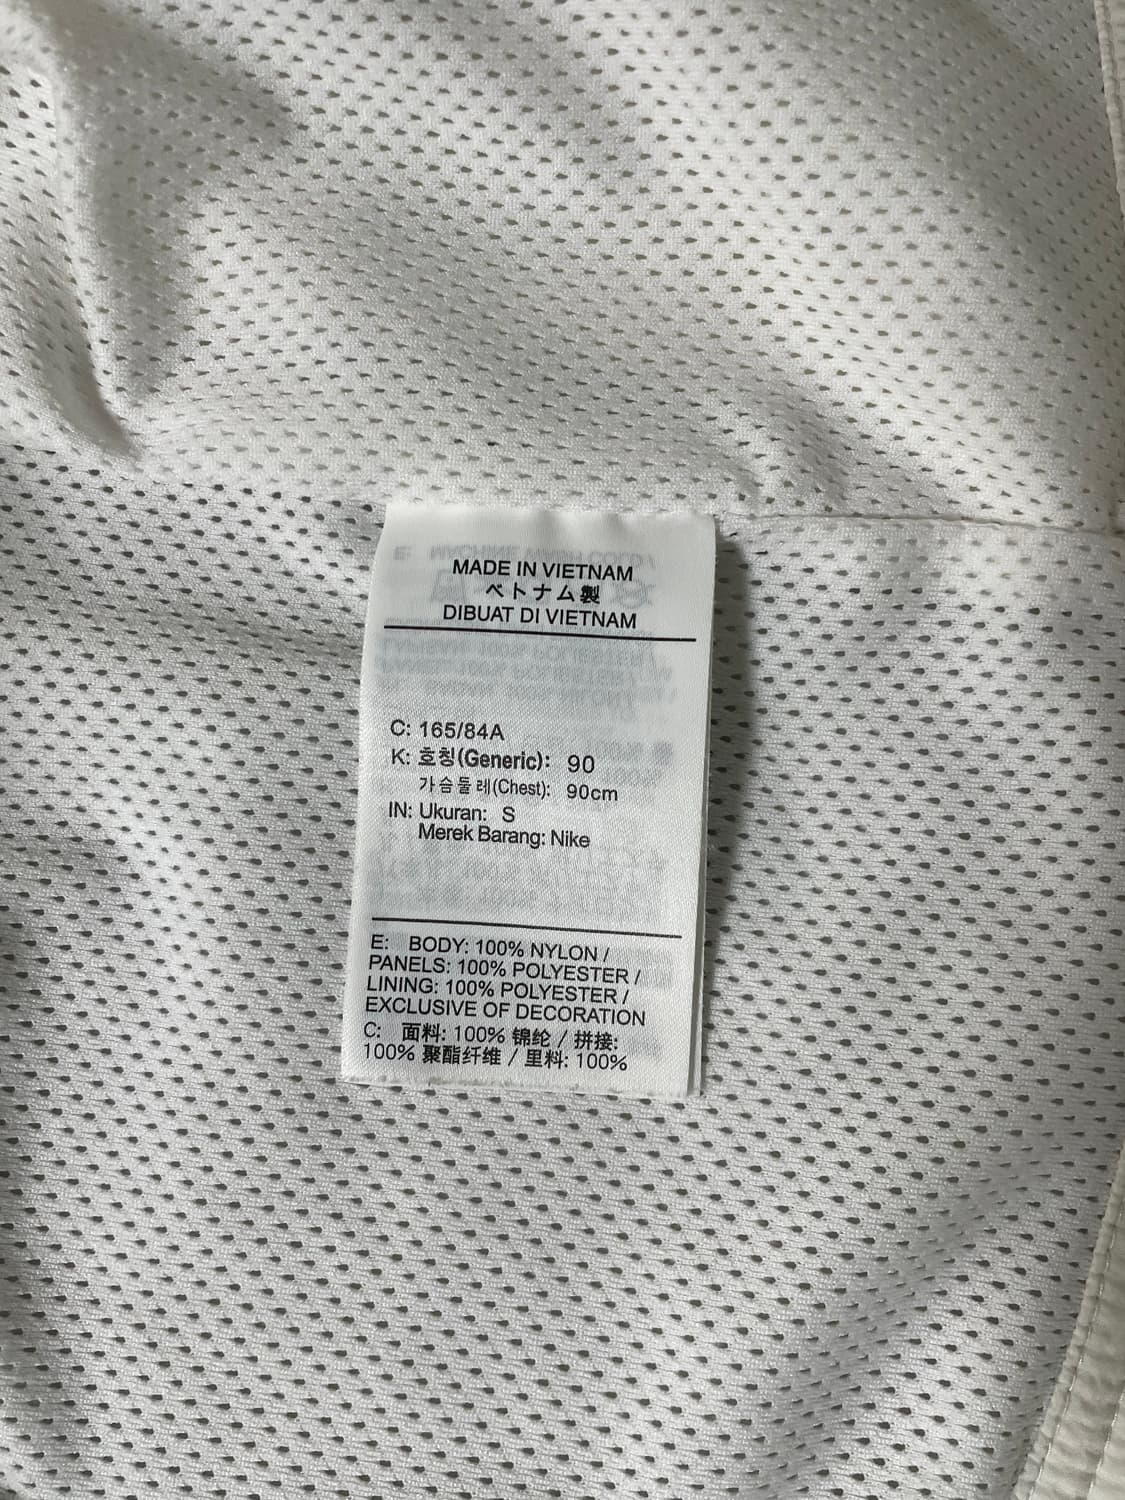 MADE IN VIETNAM
ベトナム製
DIBUAT DI VIETNAM
C: 165/84A
K: 호칭(Generic): 90
가슴둘레(Chest): 90cm
IN: Ukuran: S
Merek Barang: Nike
E: BODY: 100% NYLON /
PANELS: 100% POLYESTER /
LINING: 100% POLYESTER /
EXCLUSIVE OF DECORATION
C: 面料: 100% 锦纶 / 拼接:
100% 聚酯纤维 / 里料: 100%